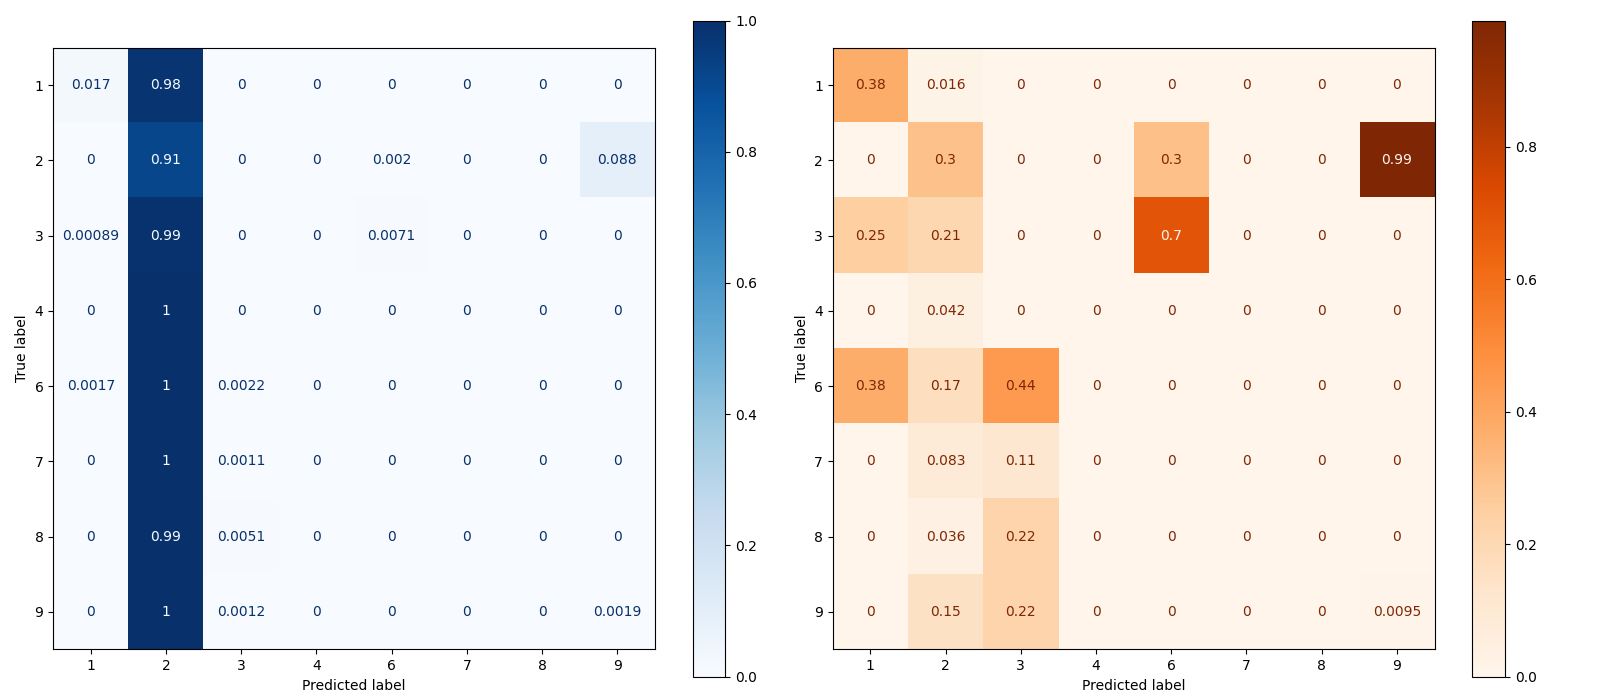 1 0.017 0.98 0 0 0 0 0 0
2 0 0.91 0 0 0.002 0 0 0.088
3 0.00089 0.99 0 0 0.0071 0 0 0
4 0 1 0 0 0 0 0 0
6 0.0017 1 0.0022 0 0 0 0 0
7 0 1 0.0011 0 0 0 0 0
8 0 0.99 0.0051 0 0 0 0 0
9 0 1 0.0012 0 0 0 0 0.0019
1 2 3 4 6 7 8 9
Predicted label
True label
1.0
0.8
0.6
0.4
0.2
0.0
1 0.38 0.016 0 0 0 0 0 0
2 0 0.3 0 0 0.3 0 0 0.99
3 0.25 0.21 0 0 0.7 0 0 0
4 0 0.042 0 0 0 0 0 0
6 0.38 0.17 0.44 0 0 0 0 0
7 0 0.083 0.11 0 0 0 0 0
8 0 0.036 0.22 0 0 0 0 0
9 0 0.15 0.22 0 0 0 0 0.0095
1 2 3 4 6 7 8 9
Predicted label
True label
0.8
0.6
0.4
0.2
0.0